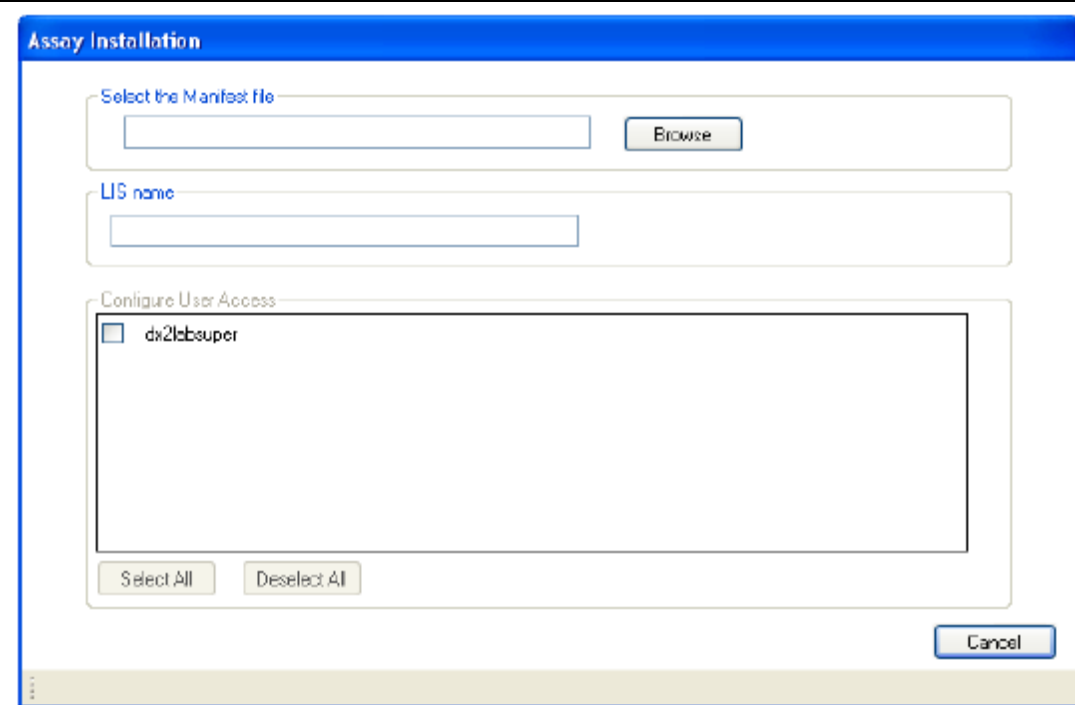 Assay Installation
Select the Manifest file
Browse
LIS name
Configure User Access
dx2labsuper
Select All
Deselect All
Cancel